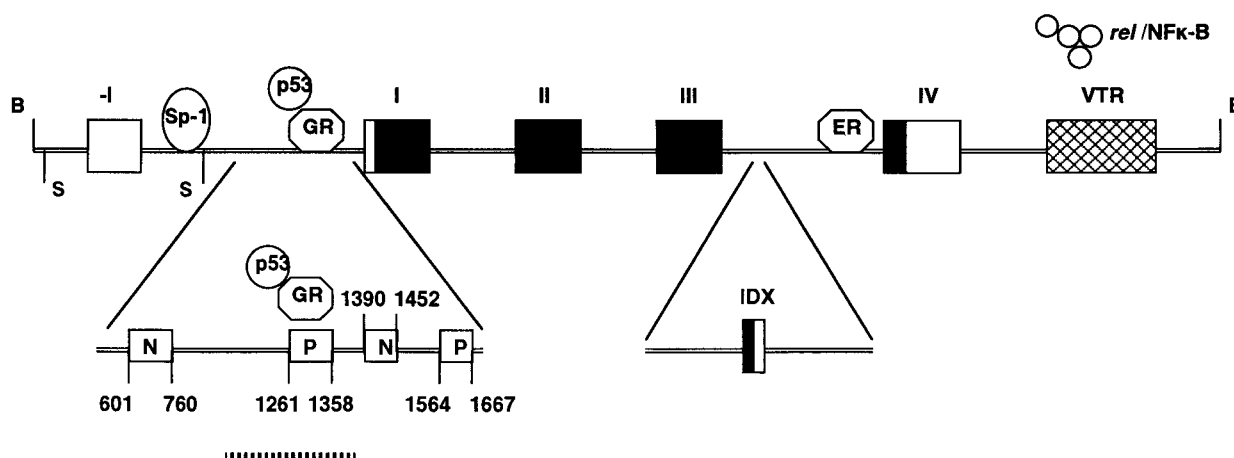 rel /NFκ-B
B -I Sp-1 p53 GR I II III ER IV VTR
S S
p53 GR 1390 1452 IDX
N P N P
601 760 1261 1358 1564 1667